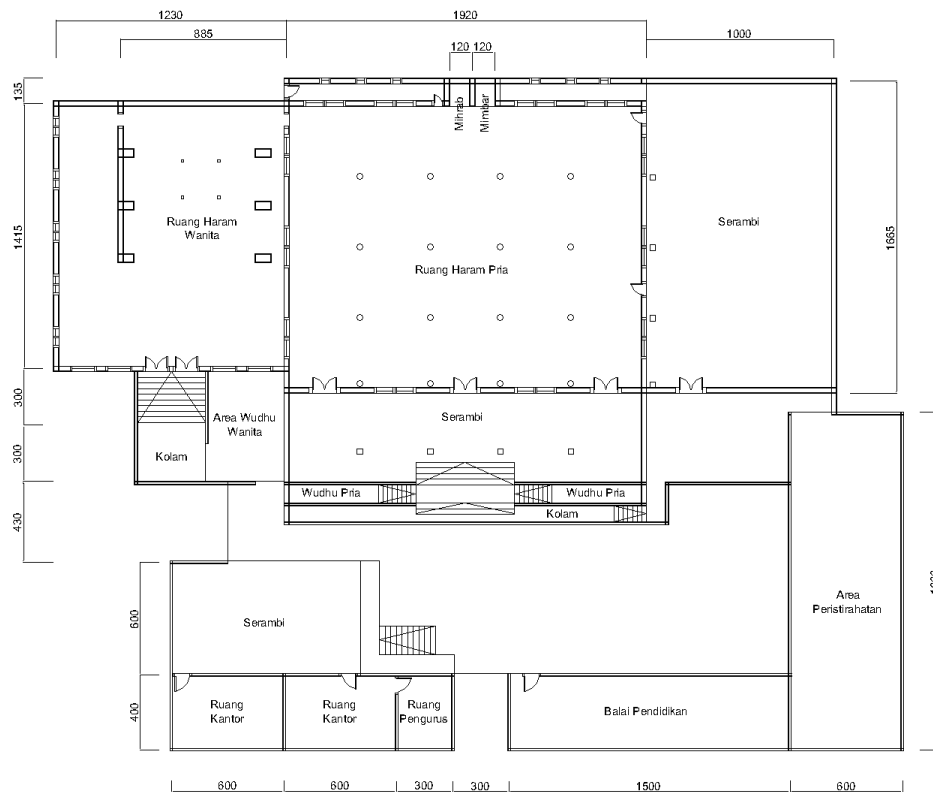 1230
1920
885
120
120
1000
135
Mihrab
Mimbar
1415
Ruang Haram
Wanita
Serambi
1665
Ruang Haram Pria
300
Area Wudhu
Wanita
Serambi
Kolam
300
Wudhu Pria
Wudhu Pria
Kolam
430
600
Serambi
Area
Peristirahatan
400
Ruang
Kantor
Ruang
Kantor
Ruang
Pengurus
Balai Pendidikan
600
600
300
300
1500
600